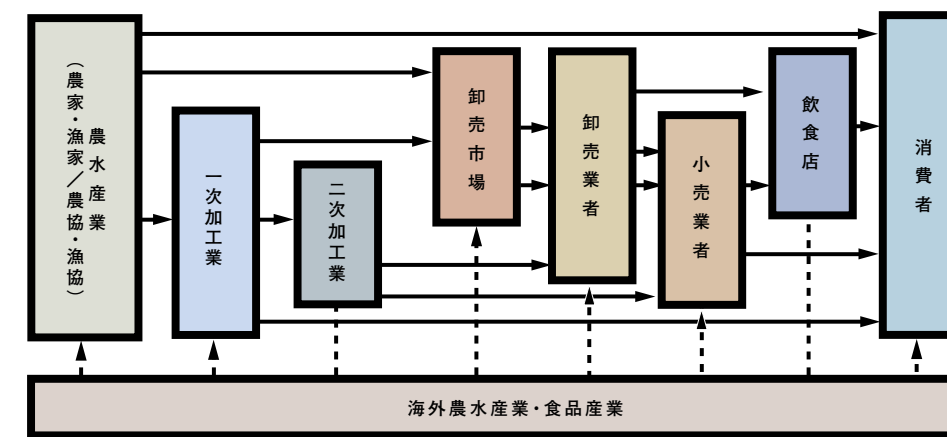 農水産業
（農家・漁家／農協・漁協）
一次加工業
二次加工業
卸売市場
卸売業者
小売業者
飲食店
消費者
海外農水産業・食品産業